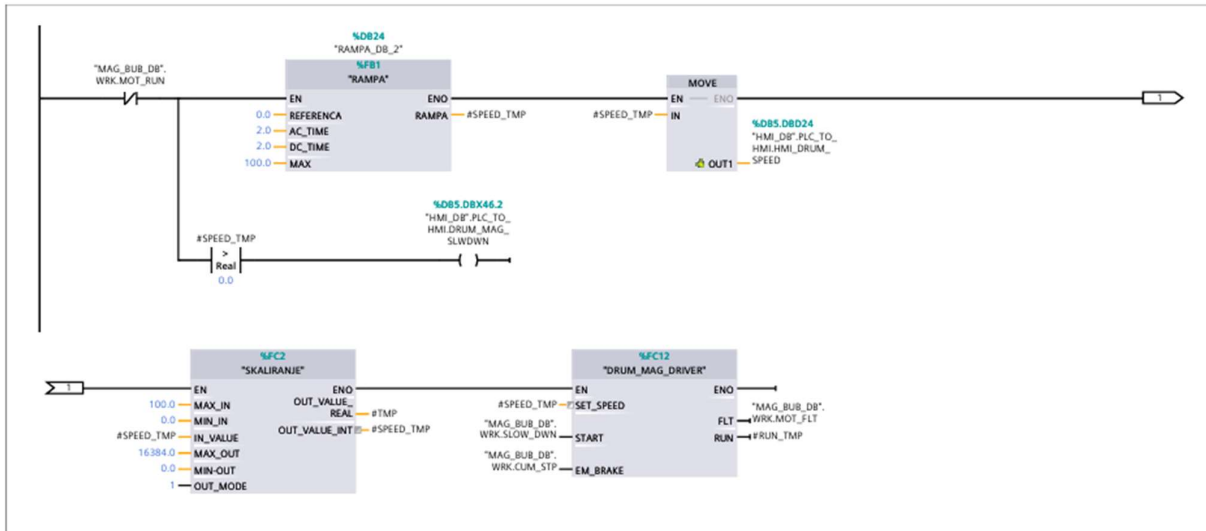 %DB24
"RAMPA_DB_2"
"MAG_BUB_DB".
WRK.MOT_RUN
%FB1
"RAMPA"
EN
ENO
0.0
REFERENCA
RAMPA
#SPEED_TMP
2.0
AC_TIME
2.0
DC_TIME
100.0
MAX
MOVE
EN
ENO
#SPEED_TMP
IN
OUT1
%DB5.DBD24
"HMI_DB".PLC_TO_
HMI.HMI_DRUM_
SPEED
1
#SPEED_TMP
>
Real
0.0
%DB5.DBX46.2
"HMI_DB".PLC_TO_
HMI.DRUM_MAG_
SLWDWN
1
%FC2
"SKALIRANJE"
EN
ENO
100.0
MAX_IN
OUT_VALUE_
REAL
#TMP
0.0
MIN_IN
OUT_VALUE_INT
#SPEED_TMP
#SPEED_TMP
IN_VALUE
16384.0
MAX_OUT
0.0
MIN-OUT
1
OUT_MODE
%FC12
"DRUM_MAG_DRIVER"
EN
ENO
#SPEED_TMP
SET_SPEED
"MAG_BUB_DB".
WRK.SLOW_DWN
START
"MAG_BUB_DB".
WRK.CUM_STP
EM_BRAKE
FLT
"MAG_BUB_DB".
WRK.MOT_FLT
RUN
#RUN_TMP